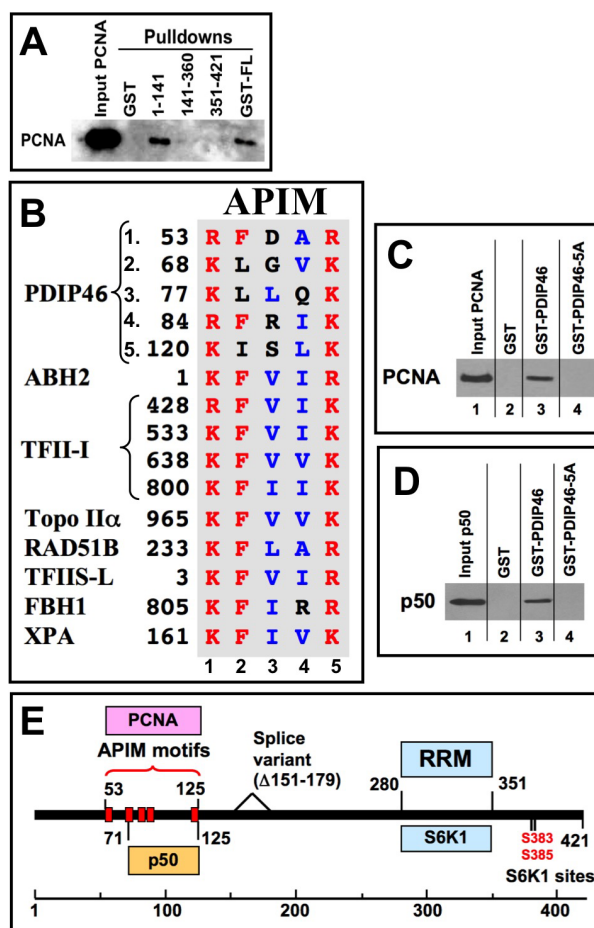 A
Pulldowns
Input PCNA
GST
1-141
141-360
351-421
GST-FL
PCNA
B
APIM
PDIP46
1. 53 R F D A R
2. 68 K L G V K
3. 77 K L L Q K
4. 84 R F R I K
5. 120 K I S L K
ABH2 1 K F V I R
TFII-I
428 R F V I K
533 K F V I K
638 K F V V K
800 K F I I K
Topo IIα 965 K F V V K
RAD51B 233 K F L A R
TFIIS-L 3 K F V I R
FBH1 805 K F I R R
XPA 161 K F I V K
1 2 3 4 5
C
Input PCNA
GST
GST-PDIP46
GST-PDIP46-5A
PCNA
1 2 3 4
D
Input p50
GST
GST-PDIP46
GST-PDIP46-5A
p50
1 2 3 4
E
PCNA
APIM motifs
53 125
Splice
variant
(Δ151-179)
RRM
280 351
71 125
p50
S6K1
S383
S385
421
S6K1 sites
1 100 200 300 400